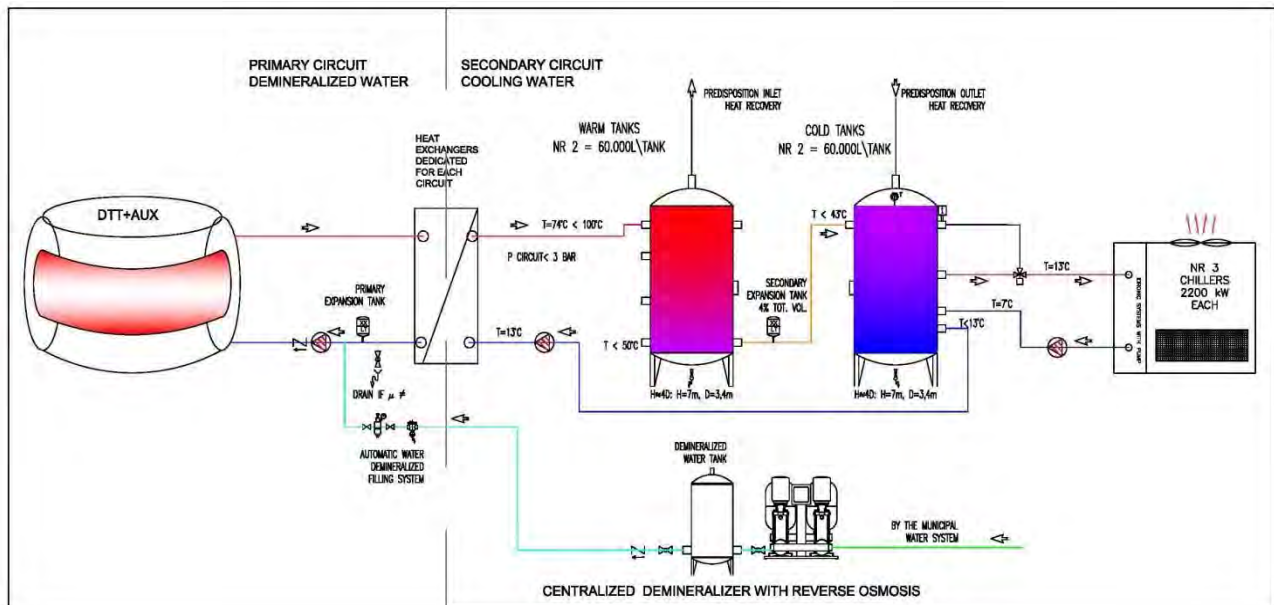 PRIMARY CIRCUIT
DEMINERALIZED WATER
SECONDARY CIRCUIT
COOLING WATER
PREDISPOSITION INLET
HEAT RECOVERY
PREDISPOSITION OUTLET
HEAT RECOVERY
WARM TANKS
NR 2 = 60.000L\TANK
COLD TANKS
NR 2 = 60.000L\TANK
HEAT
EXCHANGERS
DEDICATED
FOR EACH
CIRCUIT
DTT+AUX
T=74°C < 100°C
P CIRCUIT< 3 BAR
T < 43°C
T
T=13°C
NR 3
CHILLERS
2200 kW
EACH
PRIMARY
EXPANSION TANK
SECONDARY
EXPANSION TANK
4% TOT. VOL.
T=7°C
T<13°C
T=13°C
T < 50°C
DRAIN IF μ ≠
H≈4D: H=7m, D=3,4m
H≈4D: H=7m, D=3,4m
AUTOMATIC WATER
DEMINERALIZED
FILLING SYSTEM
DEMINERALIZED
WATER TANK
BY THE MUNICIPAL
WATER SYSTEM
CENTRALIZED DEMINERALIZER WITH REVERSE OSMOSIS